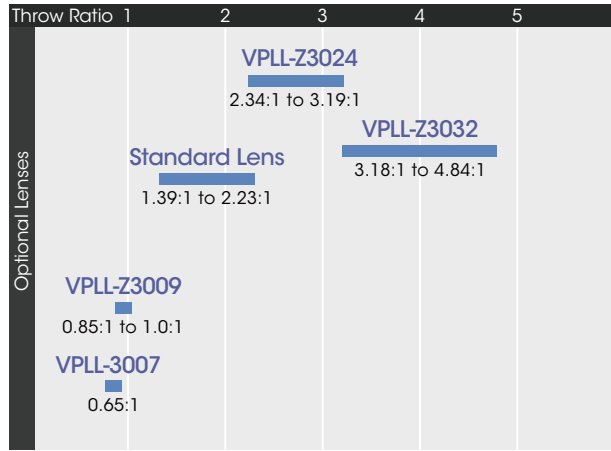 Throw Ratio 1 2 3 4 5
VPLL-Z3024
2.34:1 to 3.19:1
VPLL-Z3032
3.18:1 to 4.84:1
Standard Lens
1.39:1 to 2.23:1
Optional Lenses
VPLL-Z3009
0.85:1 to 1.0:1
VPLL-3007
0.65:1